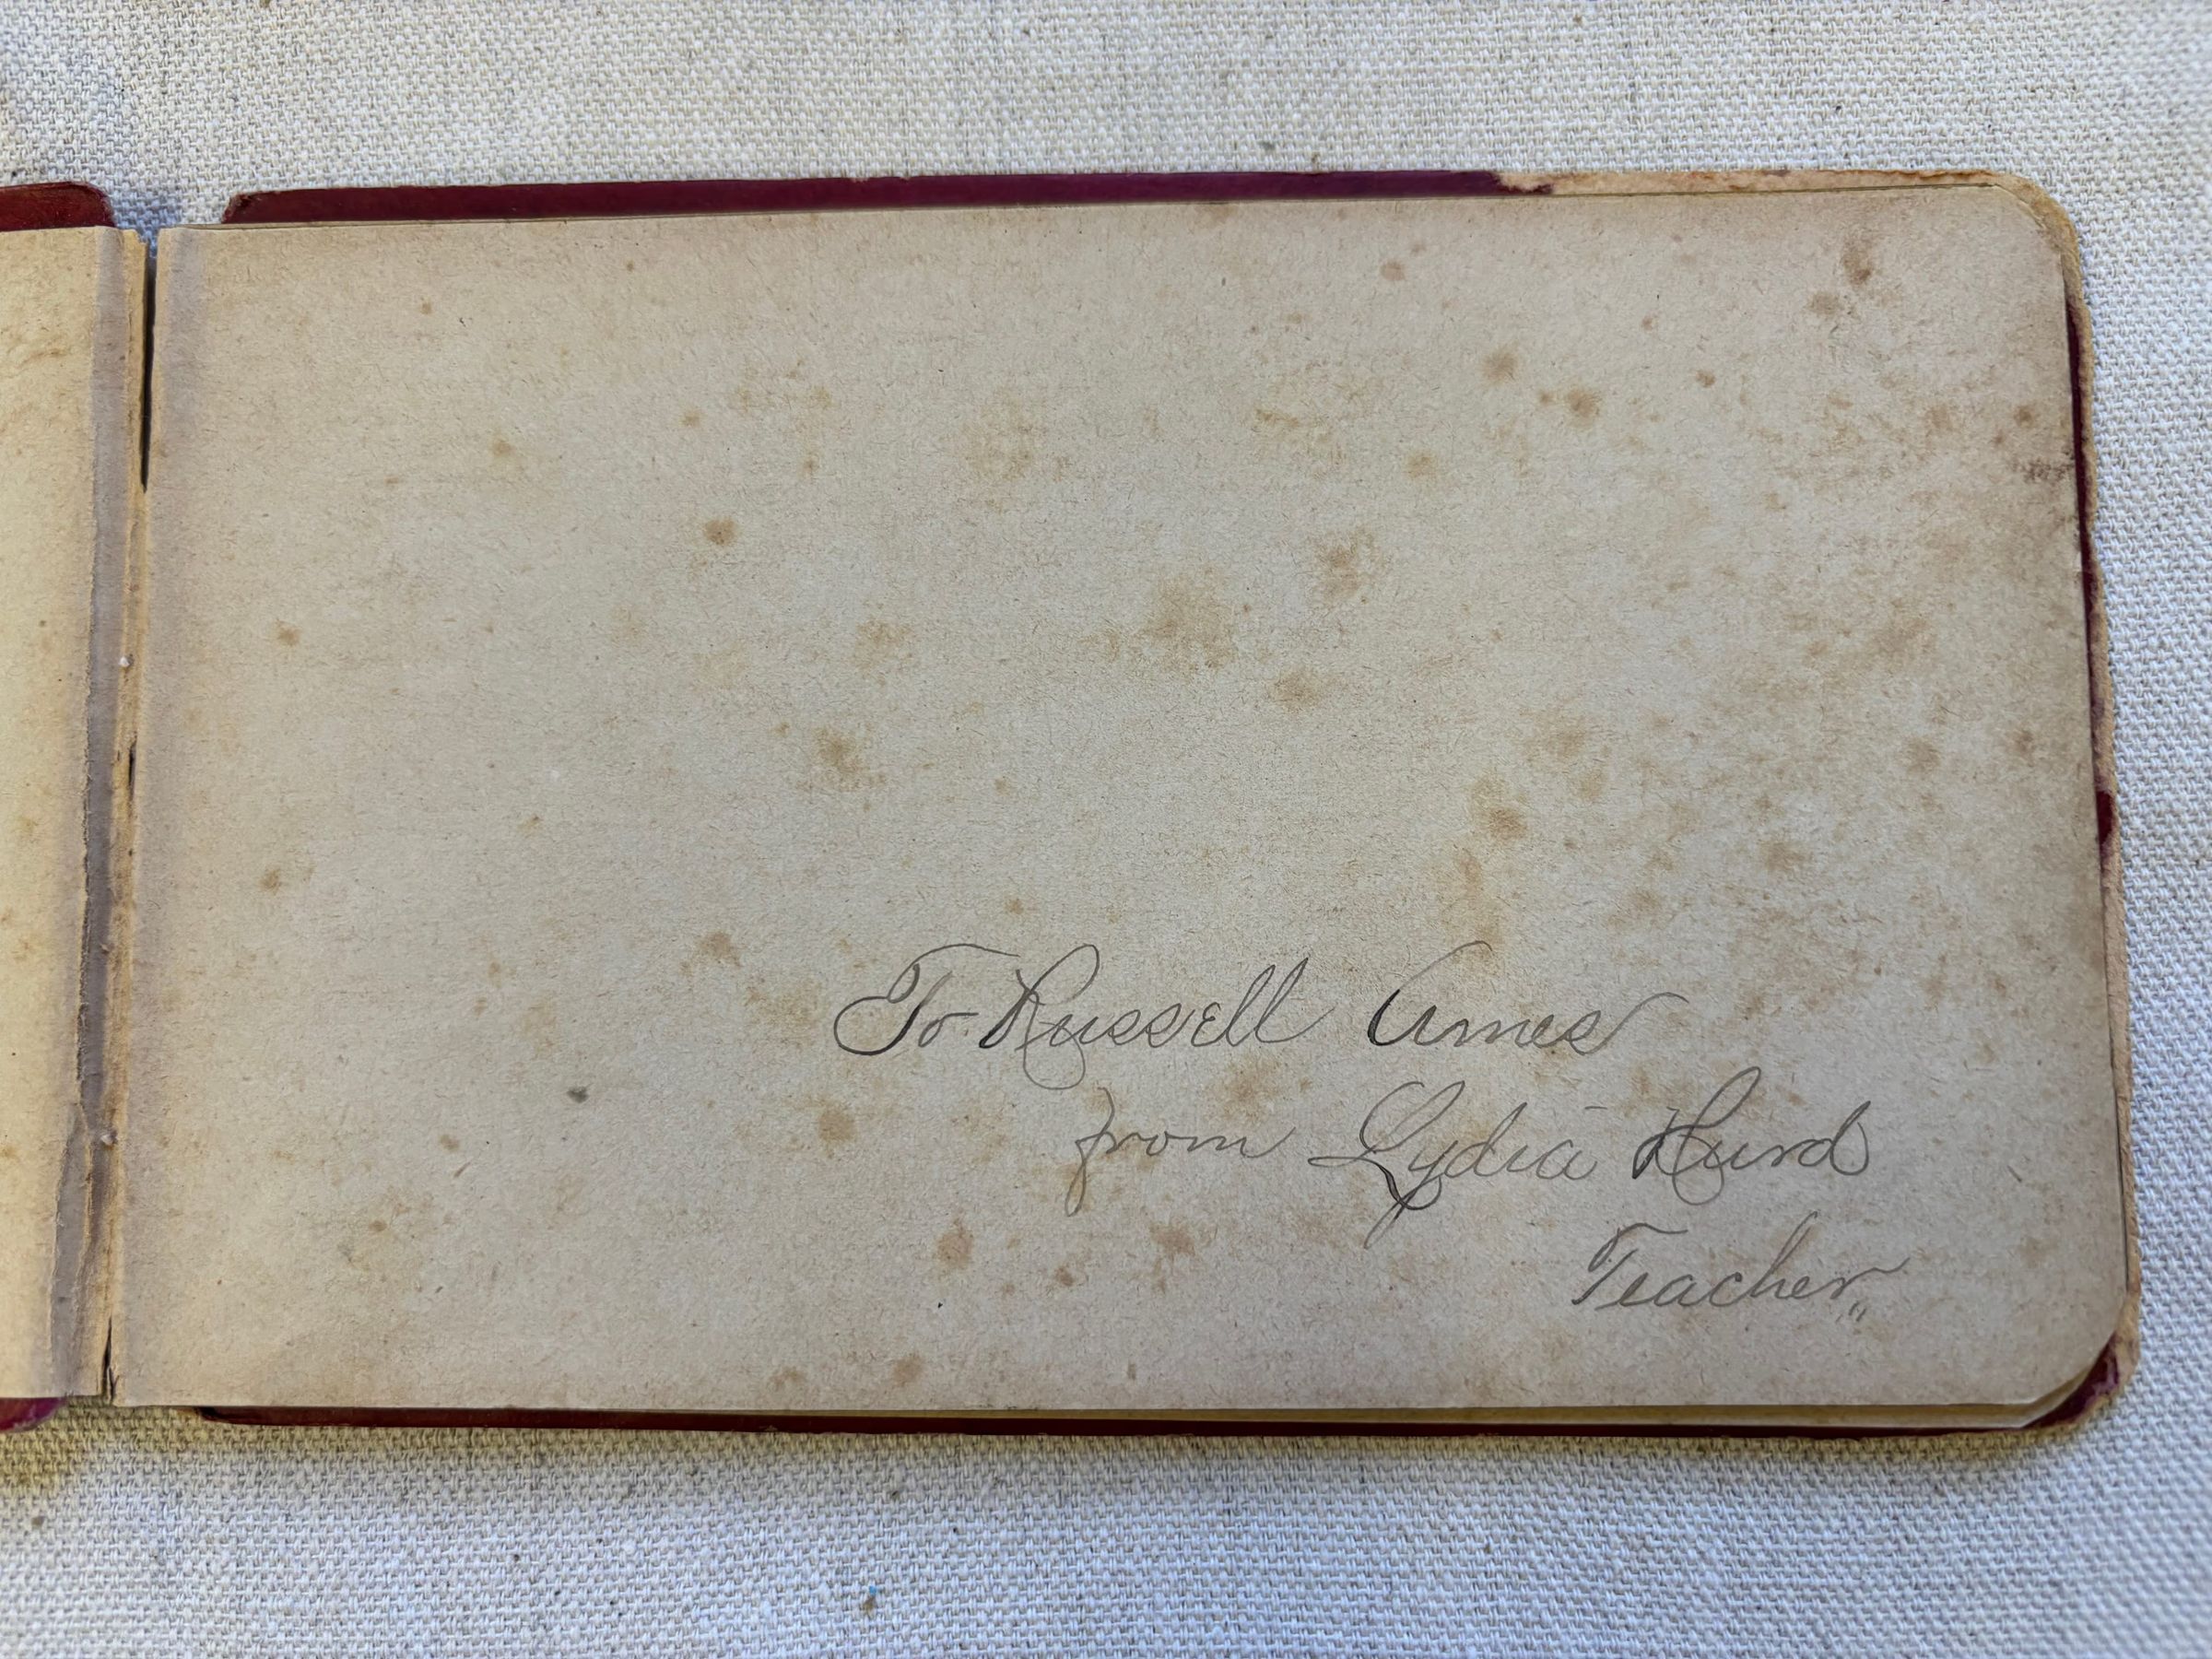 To Russell Ames
from Lydia Hurd
Teacher,,